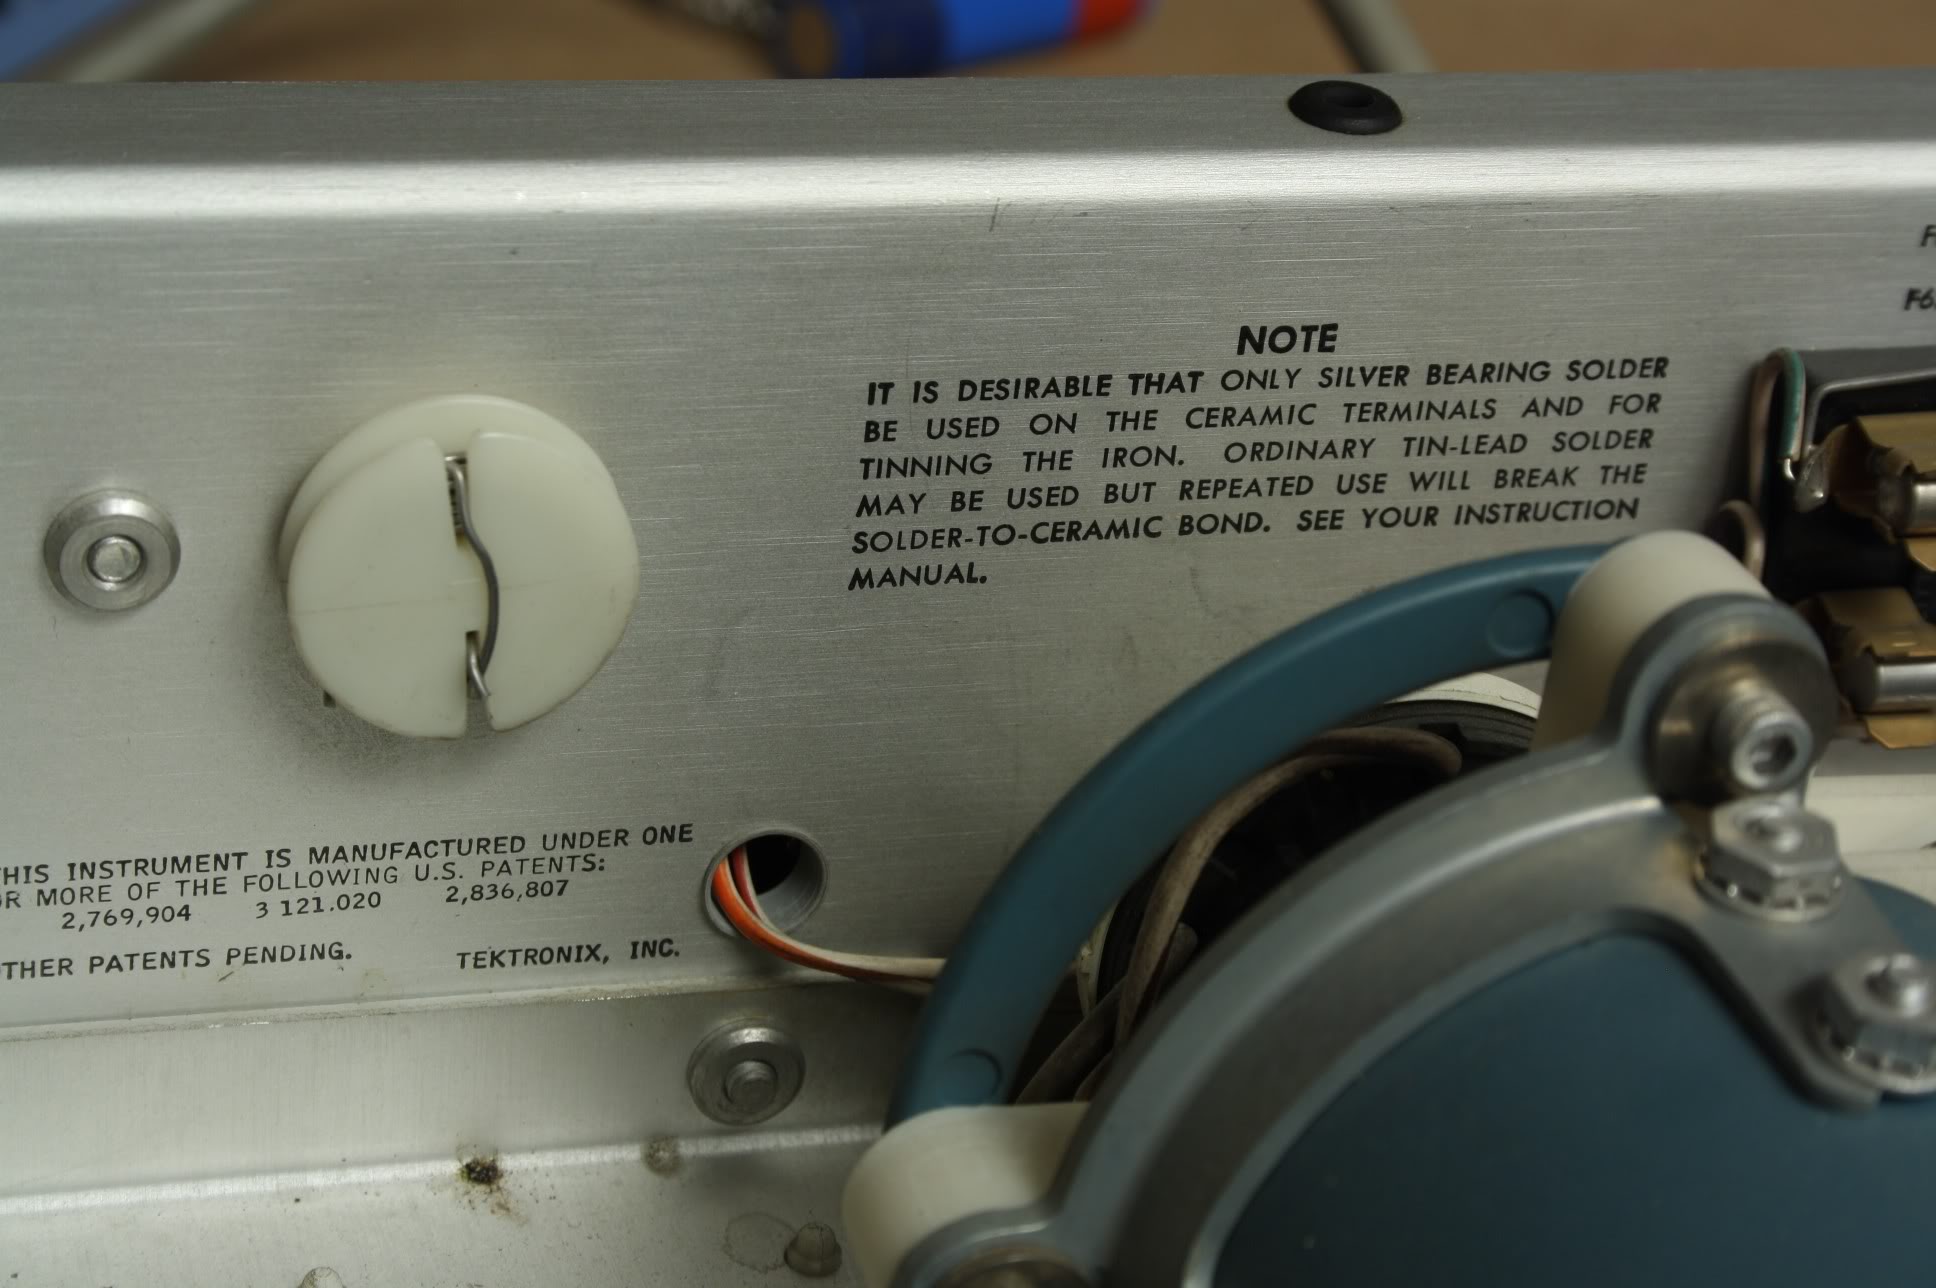 NOTE
IT IS DESIRABLE THAT ONLY SILVER BEARING SOLDER
BE USED ON THE CERAMIC TERMINALS AND FOR
TINNING THE IRON. ORDINARY TIN-LEAD SOLDER
MAY BE USED BUT REPEATED USE WILL BREAK THE
SOLDER-TO-CERAMIC BOND. SEE YOUR INSTRUCTION
MANUAL.
HIS INSTRUMENT IS MANUFACTURED UNDER ONE
R MORE OF THE FOLLOWING U.S. PATENTS:
2,769,904 3 121.020 2,836,807
THER PATENTS PENDING. TEKTRONIX, INC.
F6